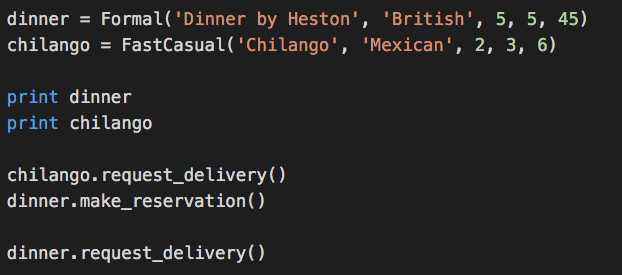 dinner = Formal('Dinner by Heston', 'British', 5, 5, 45)
chilango = FastCasual('Chilango', 'Mexican', 2, 3, 6)
print dinner
print chilango
chilango.request_delivery()
dinner.make_reservation()
dinner.request_delivery()